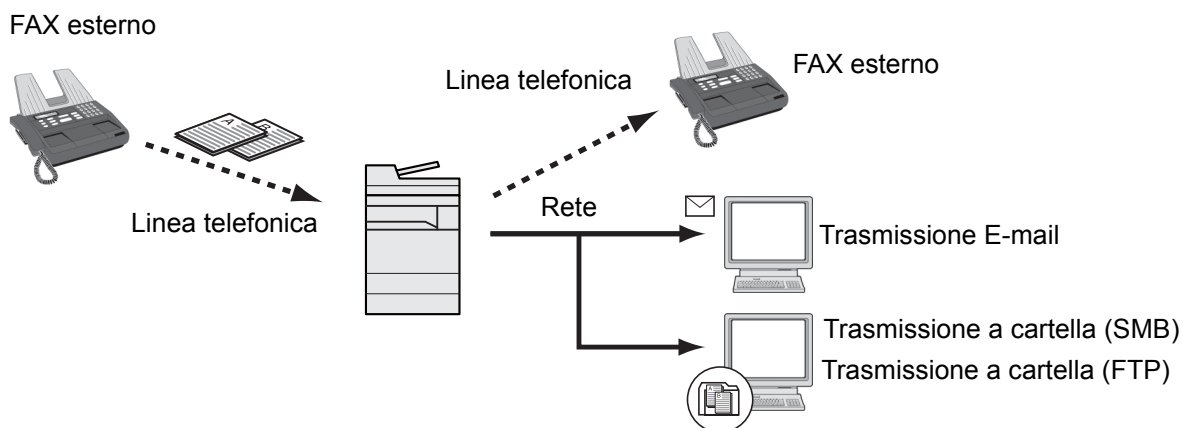 FAX esterno
Linea telefonica
FAX esterno
A
B
Linea telefonica
Rete
Trasmissione E-mail
Trasmissione a cartella (SMB)
Trasmissione a cartella (FTP)
A
B